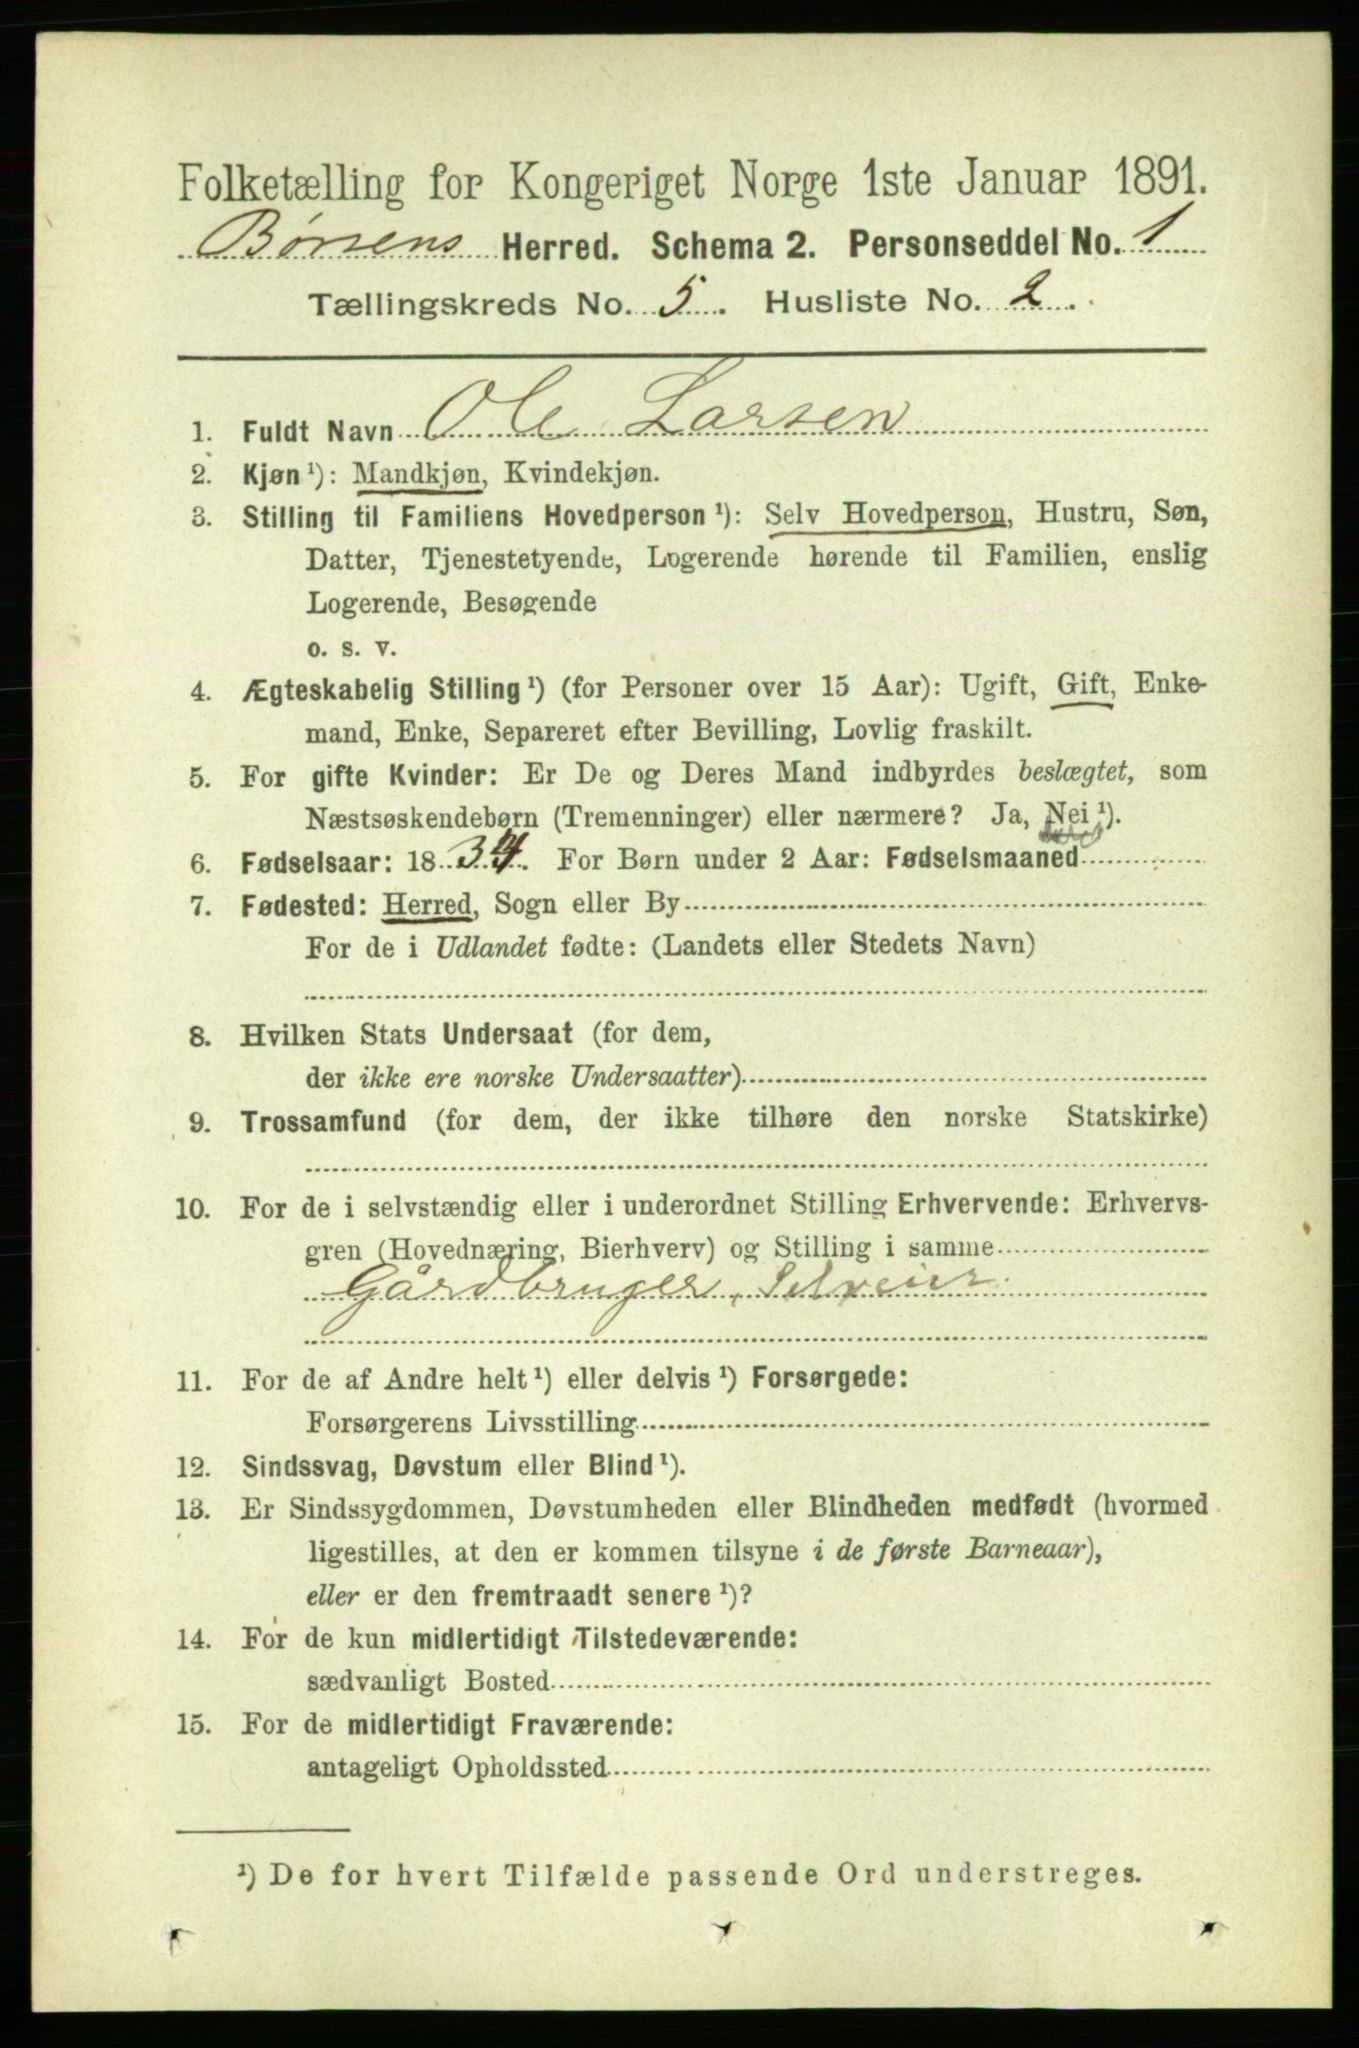 Folketælling for Kongeriget Norge 1ste Januar 1891.
Børsens Herred. Schema 2. Personseddel No. 1
Tællingskreds No. 5. Husliste No. 2.
1. Fuldt Navn Ole Larsen
2. Kjøn ¹): Mandkjøn, Kvindekjøn.
3. Stilling til Familiens Hovedperson ¹): Selv Hovedperson, Hustru, Søn,
Datter, Tjenestetyende, Logerende hørende til Familien, enslig
Logerende, Besøgende
o. s. v.
4. Ægteskabelig Stilling ¹) (for Personer over 15 Aar): Ugift, Gift, Enke-
mand, Enke, Separeret efter Bevilling, Lovlig fraskilt.
5. For gifte Kvinder: Er De og Deres Mand indbyrdes beslægtet, som
Næstsøskendebørn (Tremenninger) eller nærmere? Ja, Nei ¹).
6. Fødselsaar: 1834. For Børn under 2 Aar: Fødselsmaaned
7. Fødested: Herred, Sogn eller By
For de i Udlandet fødte: (Landets eller Stedets Navn)
8. Hvilken Stats Undersaat (for dem,
der ikke ere norske Undersaatter)
9. Trossamfund (for dem, der ikke tilhøre den norske Statskirke)
10. For de i selvstændig eller i underordnet Stilling Erhvervende: Erhvervs-
gren (Hovednæring, Bierhverv) og Stilling i samme
Gårdbruger, Selveier.
11. For de af Andre helt ¹) eller delvis ¹) Forsørgede:
Forsørgerens Livsstilling
12. Sindssvag, Døvstum eller Blind ¹).
13. Er Sindssygdommen, Døvstumheden eller Blindheden medfødt (hvormed
ligestilles, at den er kommen tilsyne i de første Barneaar),
eller er den fremtraadt senere ¹)?
14. For de kun midlertidigt Tilstedeværende:
sædvanligt Bosted
15. For de midlertidigt Fraværende:
antageligt Opholdssted
¹) De for hvert Tilfælde passende Ord understreges.